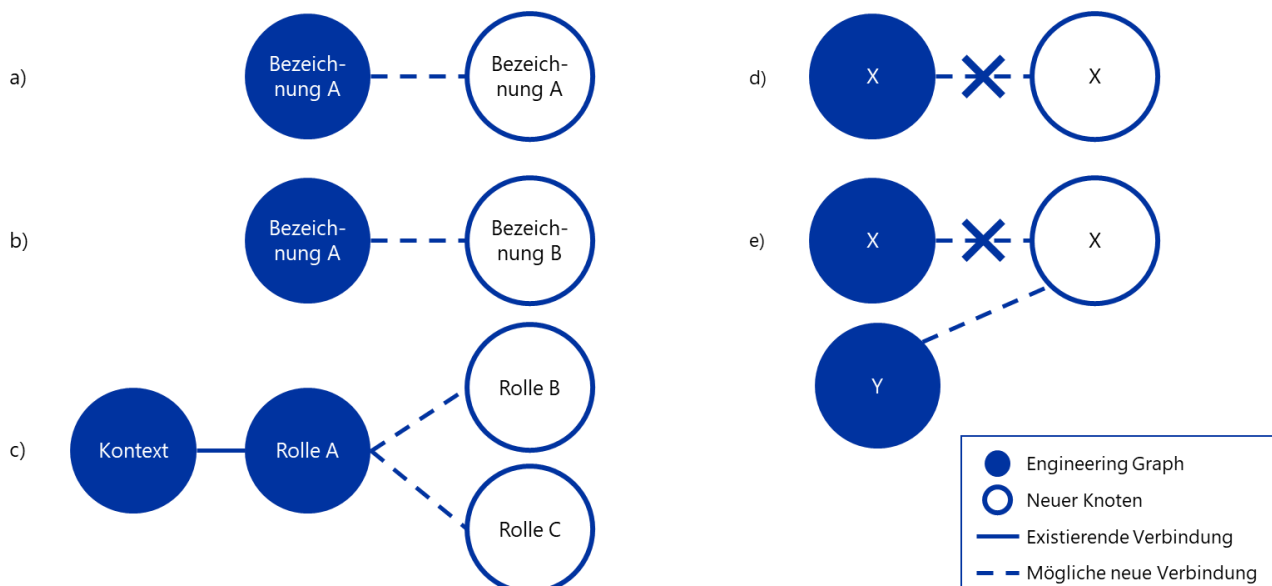 a)
Bezeich-
nung A
Bezeich-
nung A
b)
Bezeich-
nung A
Bezeich-
nung B
c)
Kontext
Rolle A
Rolle B
Rolle C
d)
X
X
e)
X
X
Y
Engineering Graph
Neuer Knoten
Existierende Verbindung
Mögliche neue Verbindung